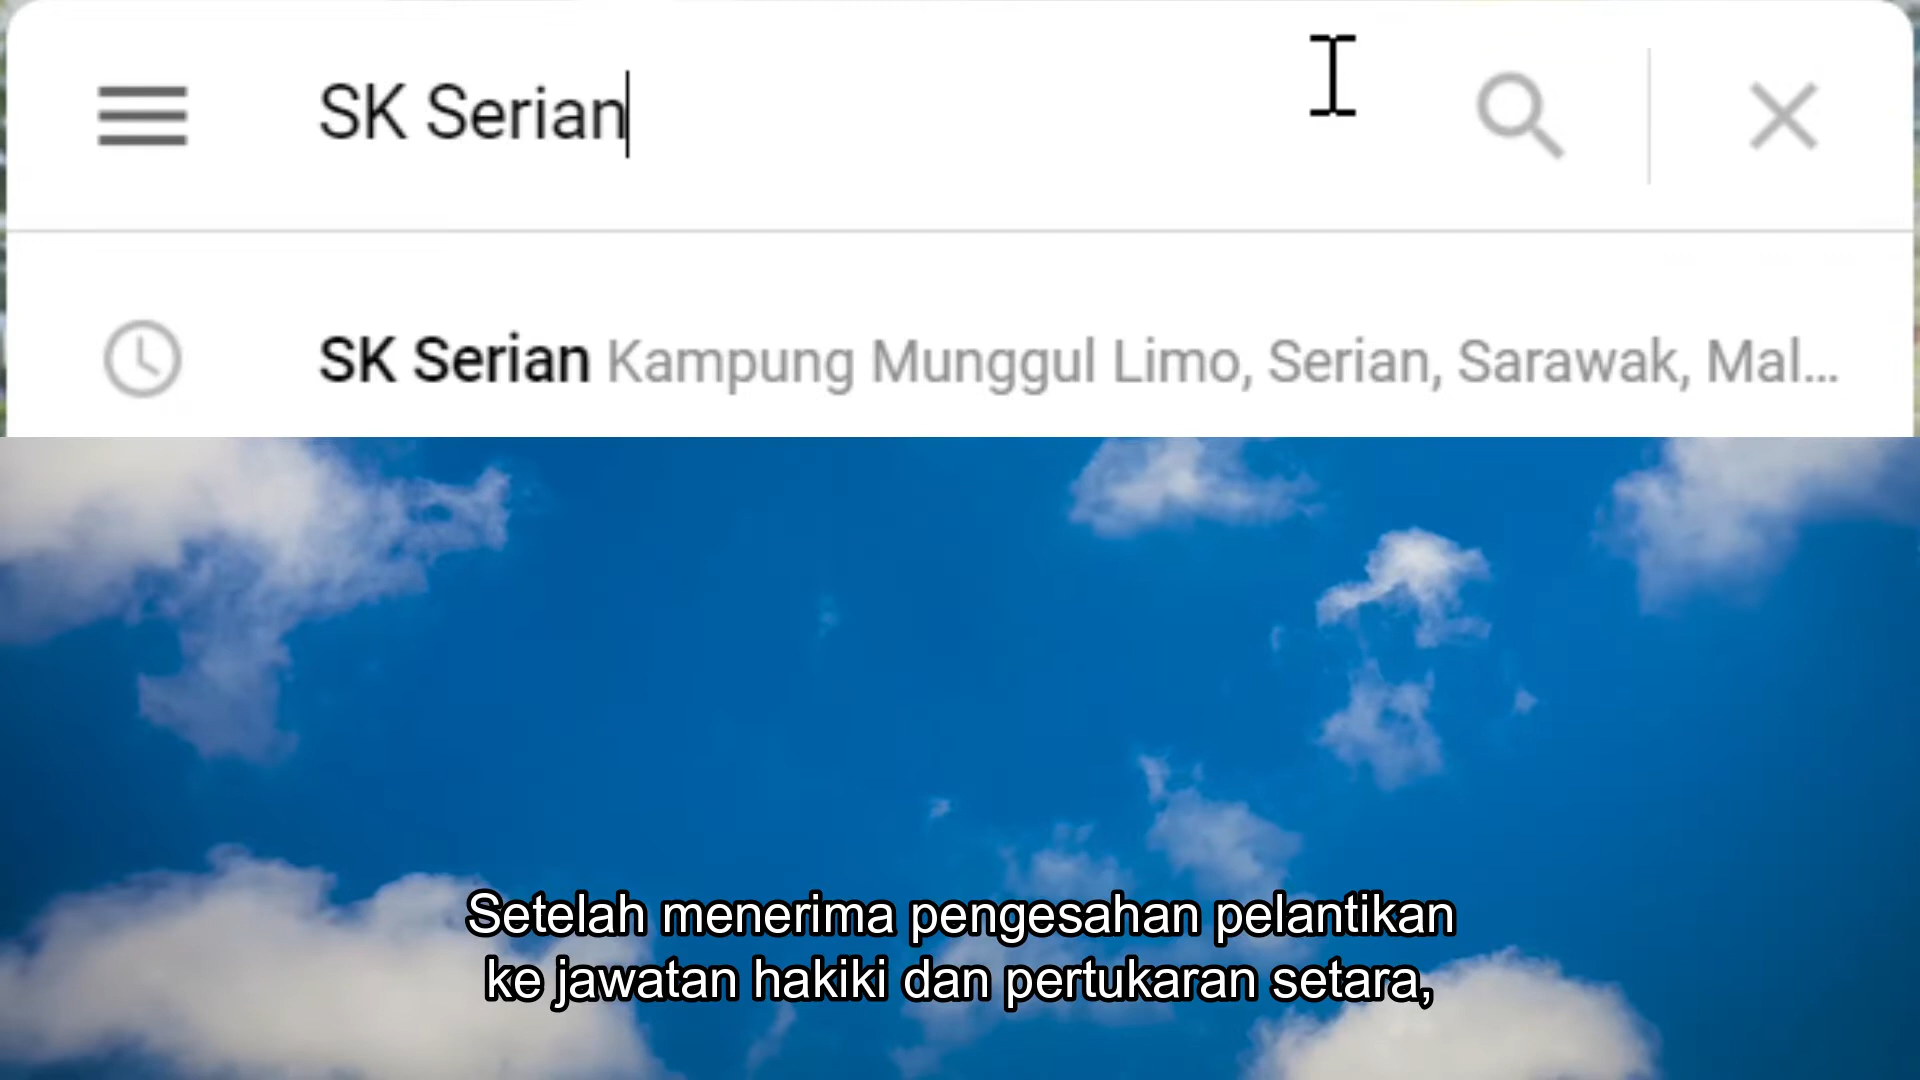 SK Serian
SK Serian Kampung Munggul Limo, Serian, Sarawak, Mal...
Setelah menerima pengesahan pelantikan
ke jawatan hakiki dan pertukaran setara,